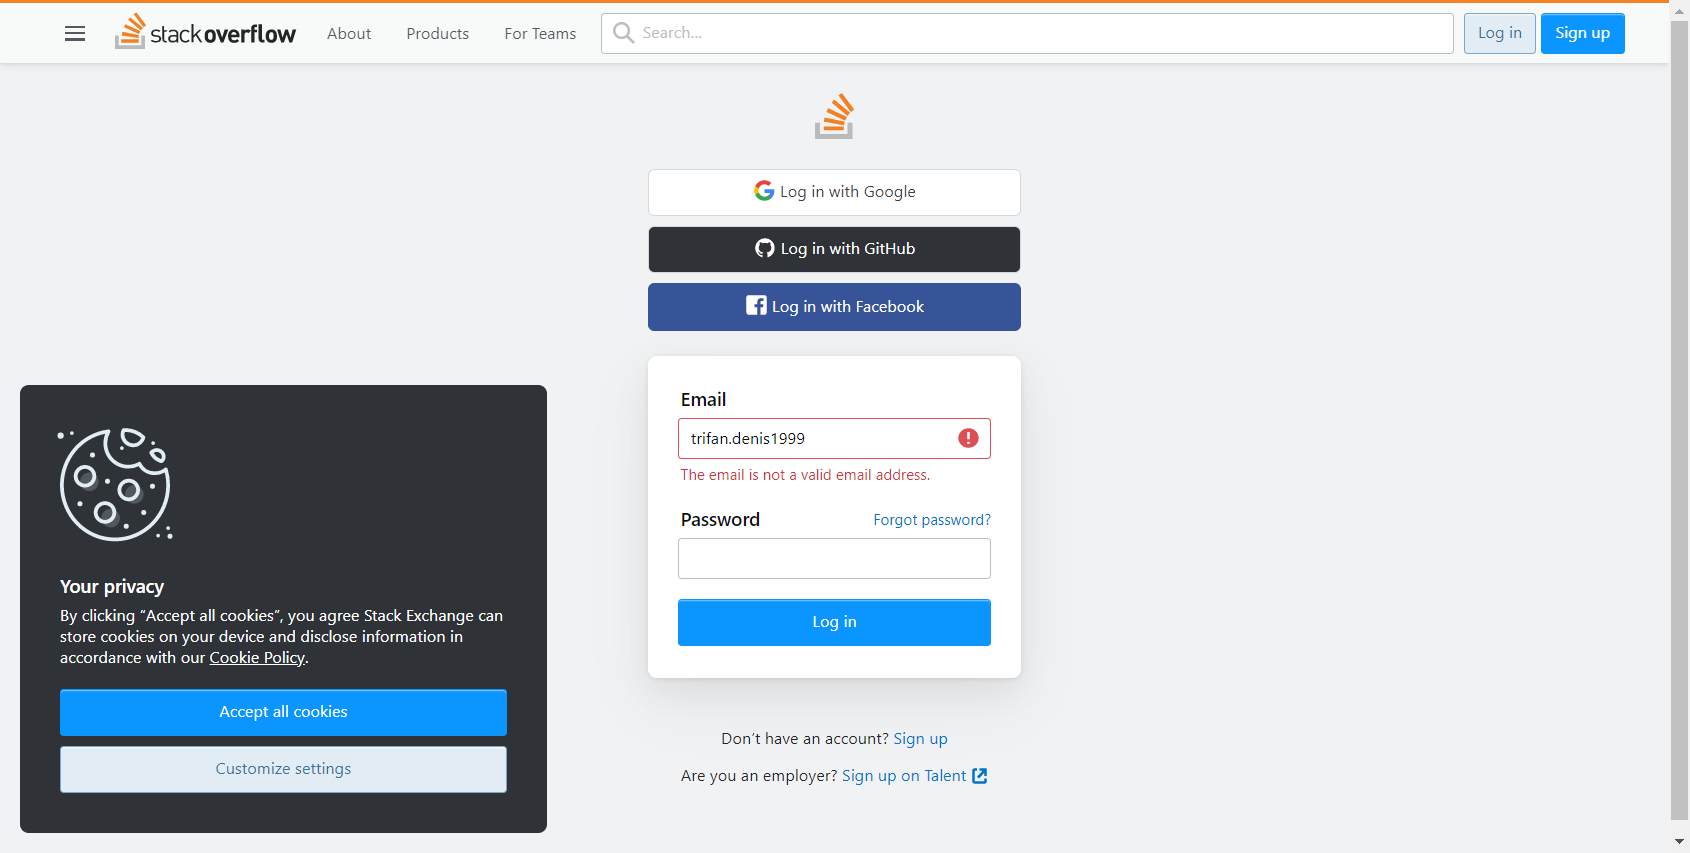 stack overflow
About
Products
For Teams
Search...
Log in
Sign up
Log in with Google
Log in with GitHub
Log in with Facebook
Email
trifan.denis1999
The email is not a valid email address.
Password
Forgot password?
Log in
Don’t have an account? Sign up
Are you an employer? Sign up on Talent
Your privacy
By clicking “Accept all cookies”, you agree Stack Exchange can
store cookies on your device and disclose information in
accordance with our Cookie Policy.
Accept all cookies
Customize settings